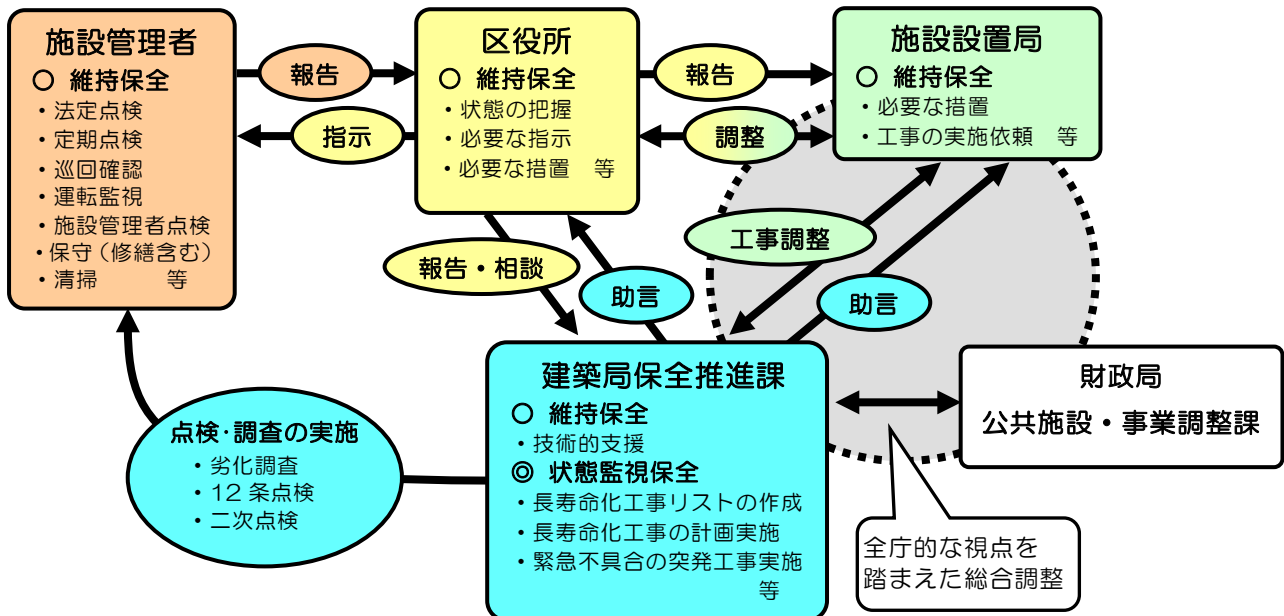 施設管理者
○ 維持保全
・法定点検
・定期点検
・巡回確認
・運転監視
・施設管理者点検
・保守（修繕含む）
・清掃　　　等
報告
指示
区役所
○ 維持保全
・状態の把握
・必要な指示
・必要な措置　等
報告
調整
施設設置局
○ 維持保全
・必要な措置
・工事の実施依頼　等
報告・相談
助言
工事調整
助言
点検・調査の実施
・劣化調査
・12 条点検
・二次点検
建築局保全推進課
○ 維持保全
・技術的支援
◎ 状態監視保全
・長寿命化工事リストの作成
・長寿命化工事の計画実施
・緊急不具合の突発工事実施
等
財政局
公共施設・事業調整課
全庁的な視点を
踏まえた総合調整